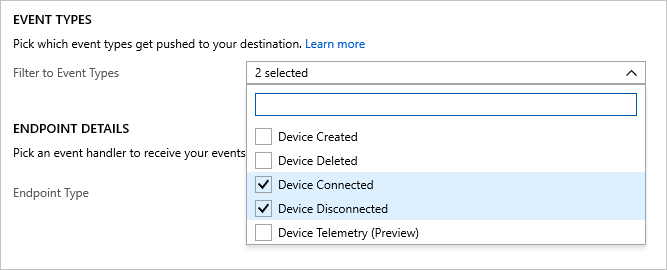 EVENT TYPES
Pick which event types get pushed to your destination. Learn more
Filter to Event Types
2 selected
Device Created
Device Deleted
Device Connected
Device Disconnected
Device Telemetry (Preview)
ENDPOINT DETAILS
Pick an event handler to receive your events
Endpoint Type